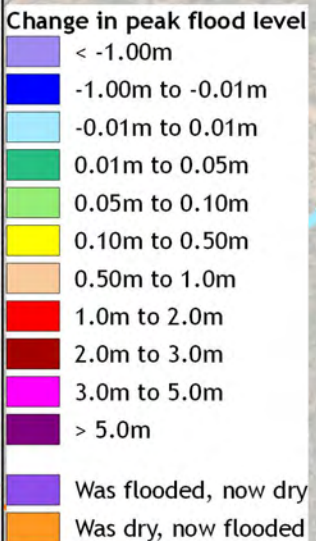 Change in peak flood level
< -1.00m
-1.00m to -0.01m
-0.01m to 0.01m
0.01m to 0.05m
0.05m to 0.10m
0.10m to 0.50m
0.50m to 1.0m
1.0m to 2.0m
2.0m to 3.0m
3.0m to 5.0m
> 5.0m
Was flooded, now dry
Was dry, now flooded